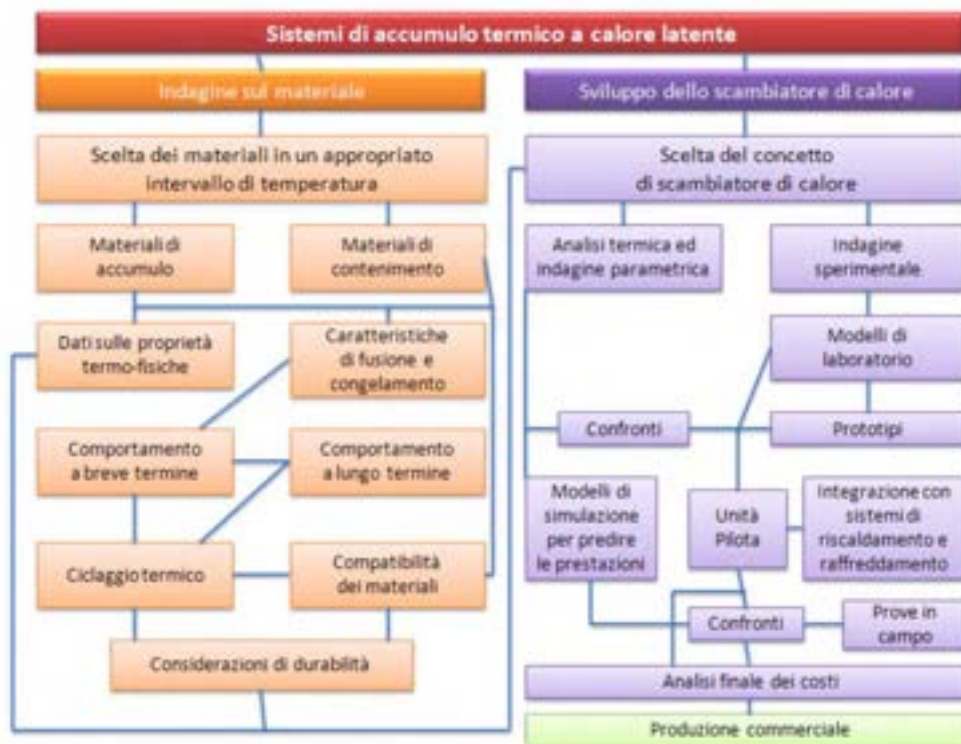 Sistemi di accumulo termico a calore latente
Indagine sul materiale
Sviluppo dello scambiatore di calore
Scelta dei materiali in un appropriato
intervallo di temperatura
Scelta del concetto
di scambiatore di calore
Materiali di
accumulo
Materiali di
contenimento
Analisi termica ed
indagine parametrica
Indagine
sperimentale
Dati sulle proprietà
termo-fisiche
Caratteristiche
di fusione e
congelamento
Modelli di
laboratorio
Confronti
Prototipi
Comportamento
a breve termine
Comportamento
a lungo termine
Modelli di
simulazione
per predire
le prestazioni
Unità
Pilota
Integrazione con
sistemi di
riscaldamento e
raffreddamento
Ciclaggio termico
Compatibilità
dei materiali
Confronti
Prove in
campo
Considerazioni di durabilità
Analisi finale dei costi
Produzione commerciale